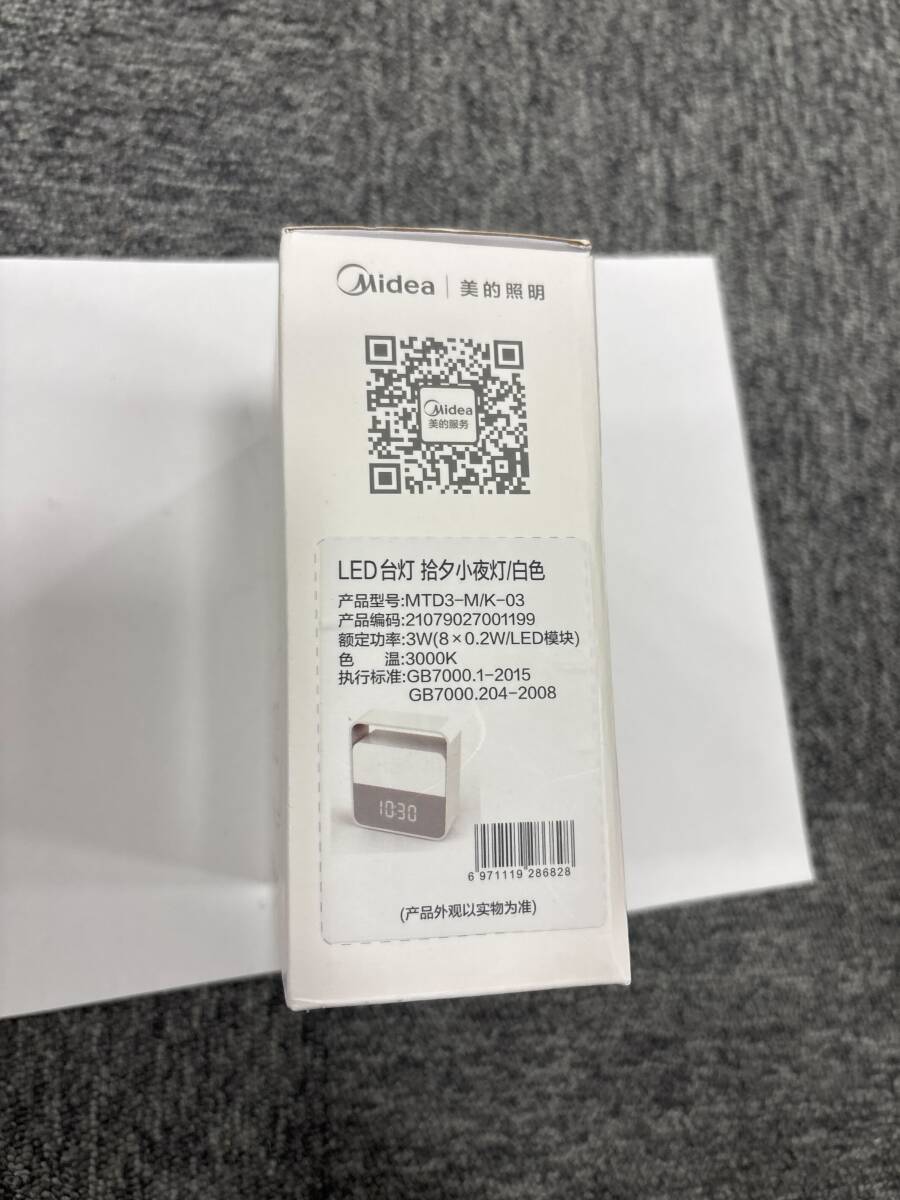 Midea 美的照明
Midea
美的服务
LED台灯 拾夕小夜灯/白色
产品型号:MTD3-M/K-03
产品编码:21079027001199
额定功率:3W(8×0.2W/LED模块)
色 温:3000K
执行标准:GB7000.1-2015
GB7000.204-2008
10:30
6 971119 286828
(产品外观以实物为准)